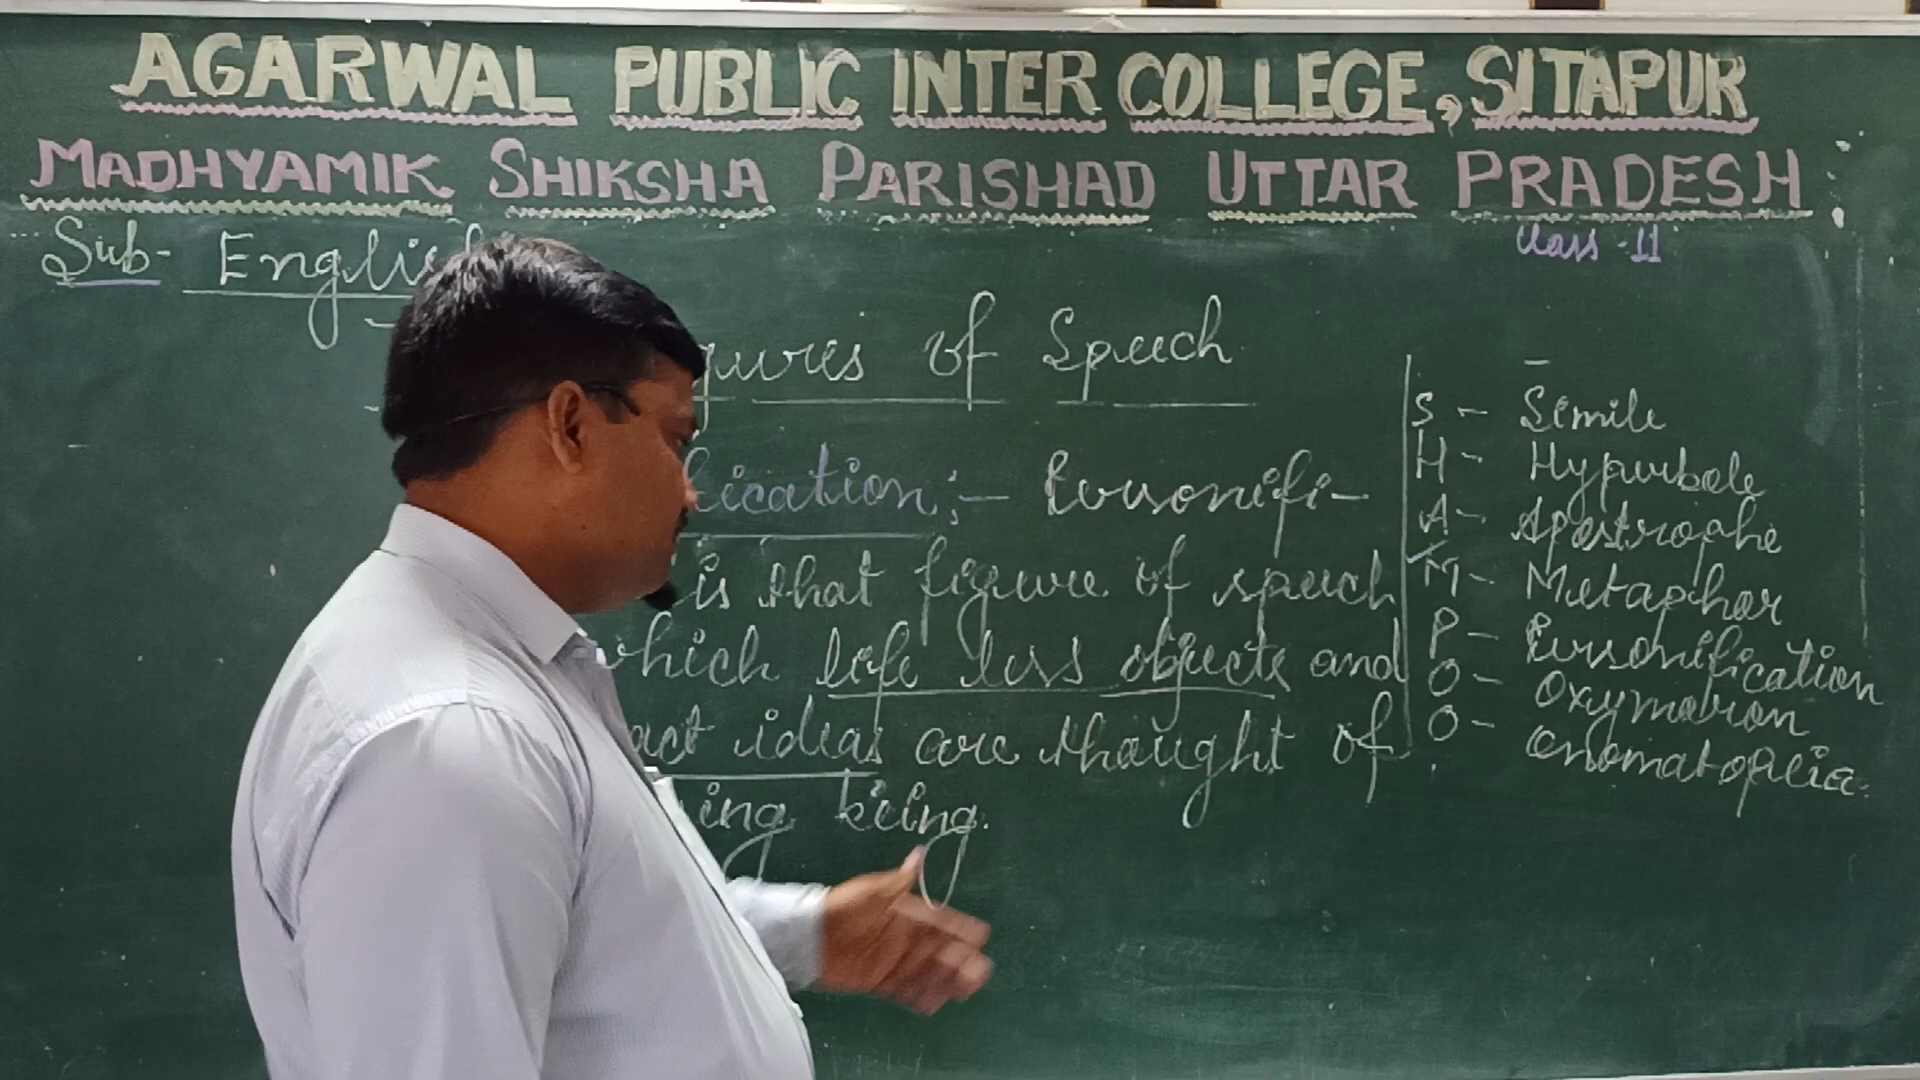 AGARWAL PUBLIC INTER COLLEGE, SITAPUR
MADHYAMIK SHIKSHA PARISHAD UTTAR PRADESH
Sub- Englis
Class -11
gures of Speech
ication :- Personifi-
is that figure of speech
which life less objects and
act ideas are thought of
ing being.
S - Simile
H - Hyperbole
A - Apostrophe
M - Metaphor
P - Personification
O - Oxymoron
O - onomatopoeia.